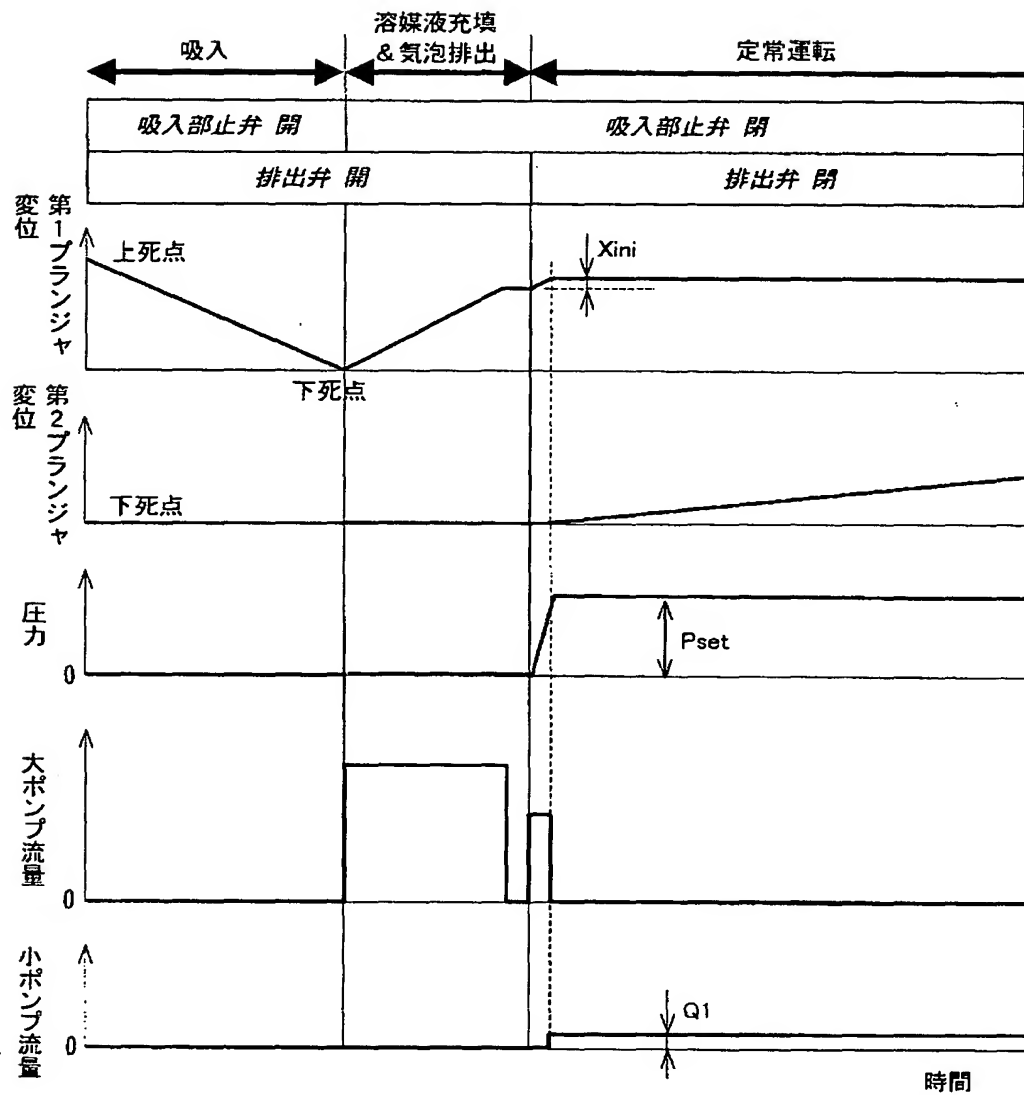 吸入
溶媒液充填
&気泡排出
定常運転
吸入部止弁 開
吸入部止弁 閉
排出弁 開
排出弁 閉
第1プランジャ
変位
上死点
下死点
Xini
第2プランジャ
変位
下死点
圧力
0
Pset
大ポンプ流量
0
小ポンプ流量
0
Q1
時間